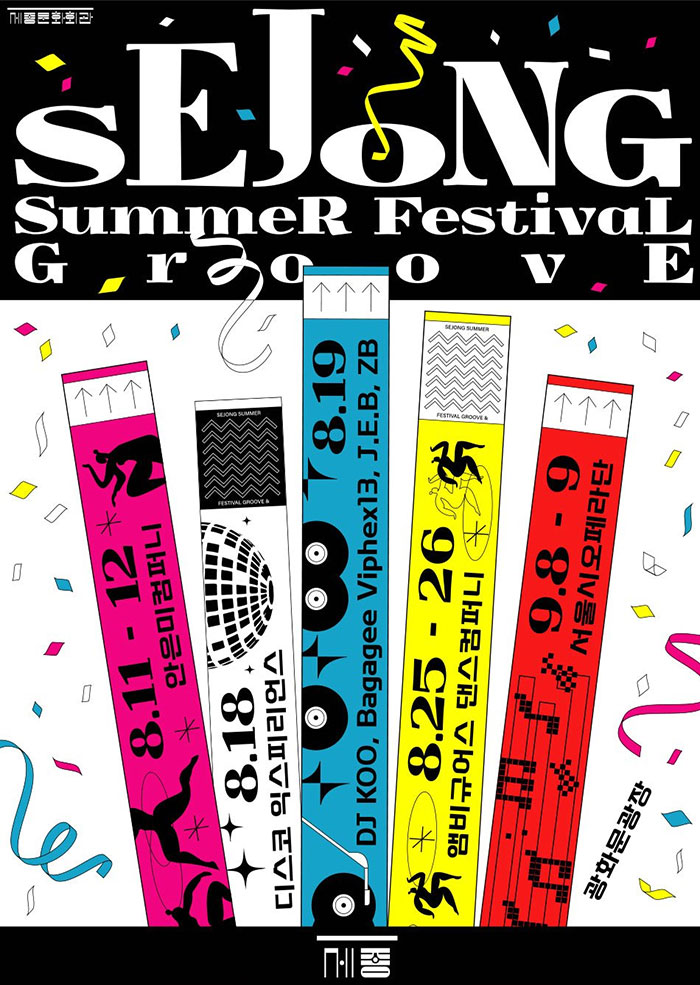 세종문화회관
SEJONG
SummeR FestivaL
GroovE
8.11 - 12
안은미컴퍼니
SEJONG SUMMER
FESTIVAL GROOVE &
8.18
디스코 익스피리언스
8.19
DJ KOO, Bagagee Viphex13, J.E.B, ZB
SEJONG SUMMER
FESTIVAL GROOVE &
8.25 - 26
앰비규어스 댄스컴퍼니
9.8 - 9
서울시오페라단
광화문광장
세종